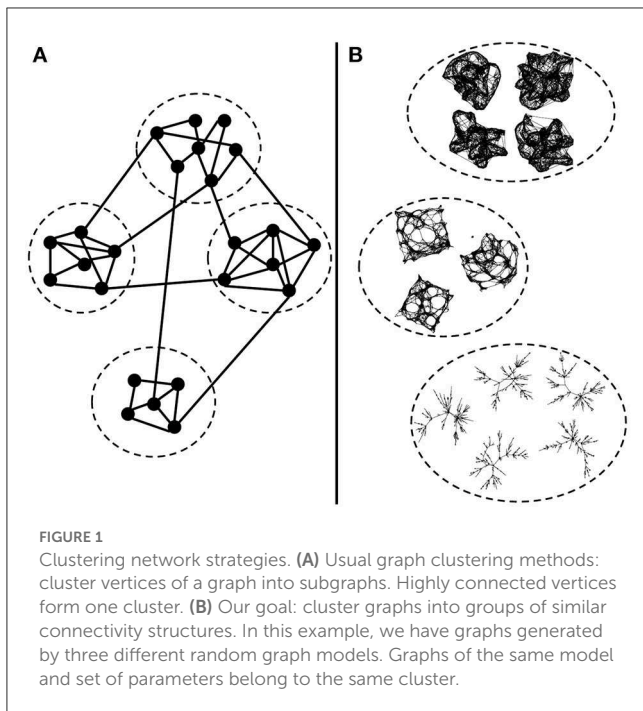 A
B
FIGURE 1
Clustering network strategies. (A) Usual graph clustering methods:
cluster vertices of a graph into subgraphs. Highly connected vertices
form one cluster. (B) Our goal: cluster graphs into groups of similar
connectivity structures. In this example, we have graphs generated
by three different random graph models. Graphs of the same model
and set of parameters belong to the same cluster.